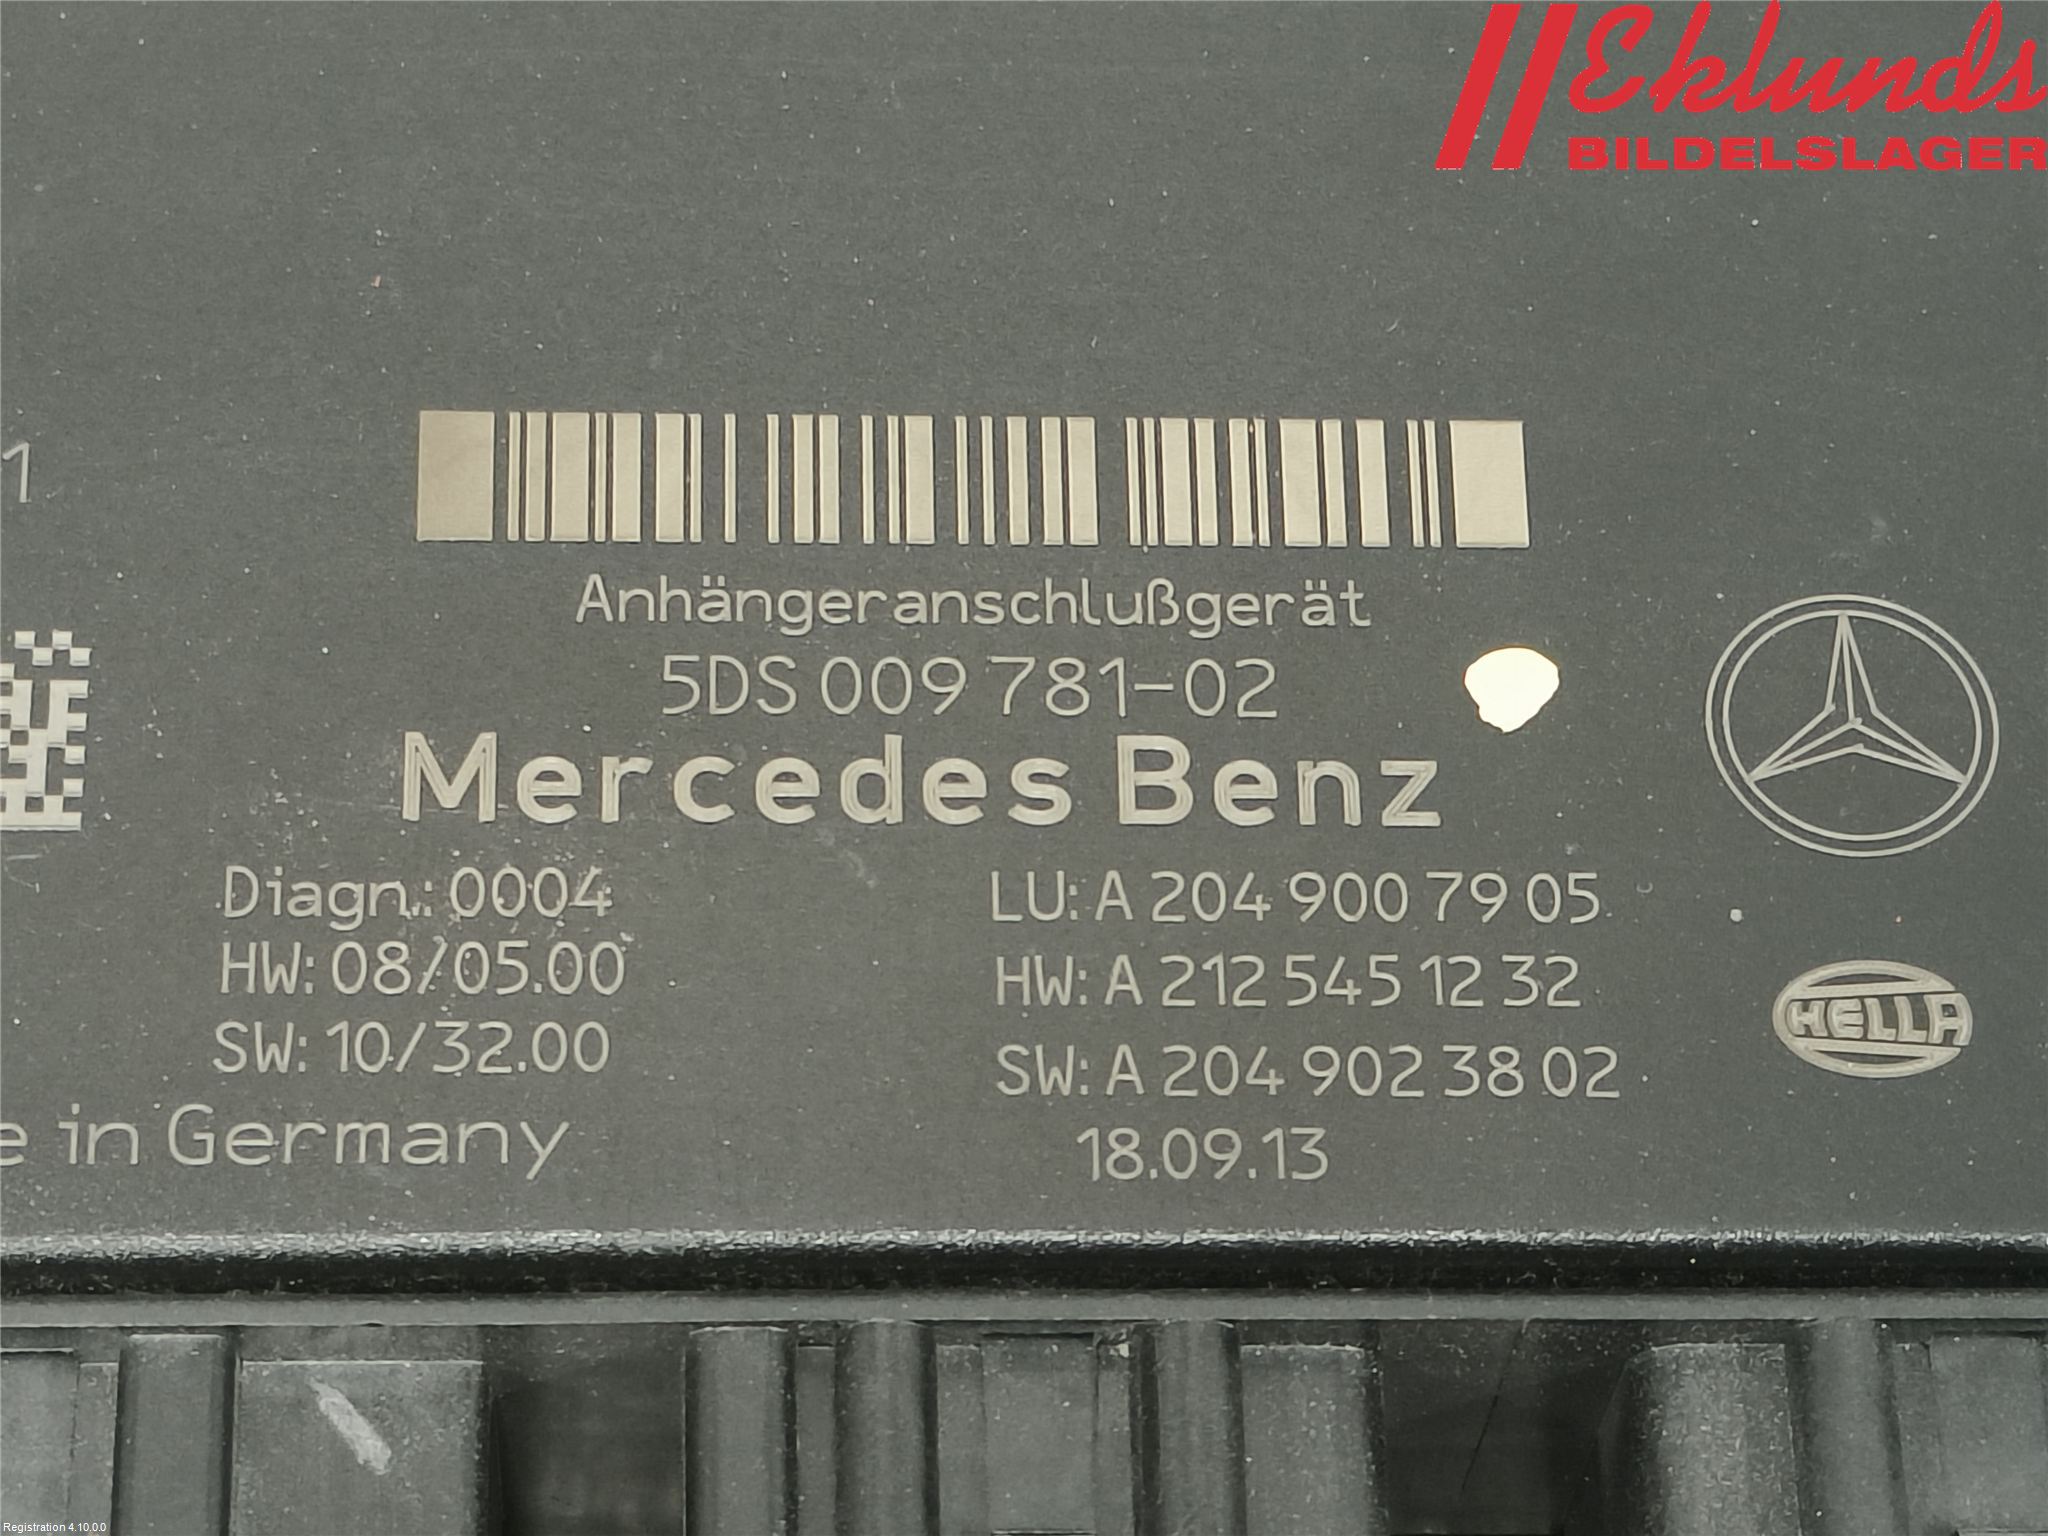 Eklunds
BILDELSLAGER
1
Anhängeranschlußgerät
5DS 009 781-02
Mercedes Benz
Diagn.: 0004
HW: 08/05.00
SW: 10/32.00
e in Germany
LU: A 204 900 79 05
HW: A 212 545 12 32
SW: A 204 902 38 02
18.09.13
HELLA
Registration 4.10.0.0